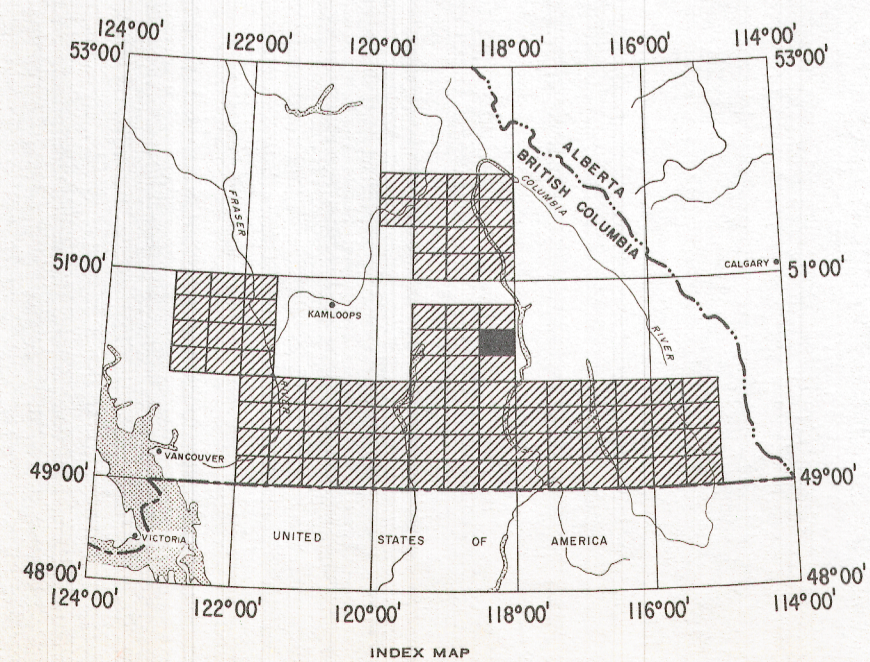 124°00'
122°00'
120°00'
118°00'
116°00'
114°00'
53°00'
53°00'
ALBERTA
BRITISH COLUMBIA
COLUMBIA
FRASER
51°00'
CALGARY
51°00'
KAMLOOPS
RIVER
RIVER
VANCOUVER
49°00'
49°00'
VICTORIA
UNITED STATES OF AMERICA
48°00'
48°00'
124°00'
122°00'
120°00'
118°00'
116°00'
114°00'
INDEX MAP